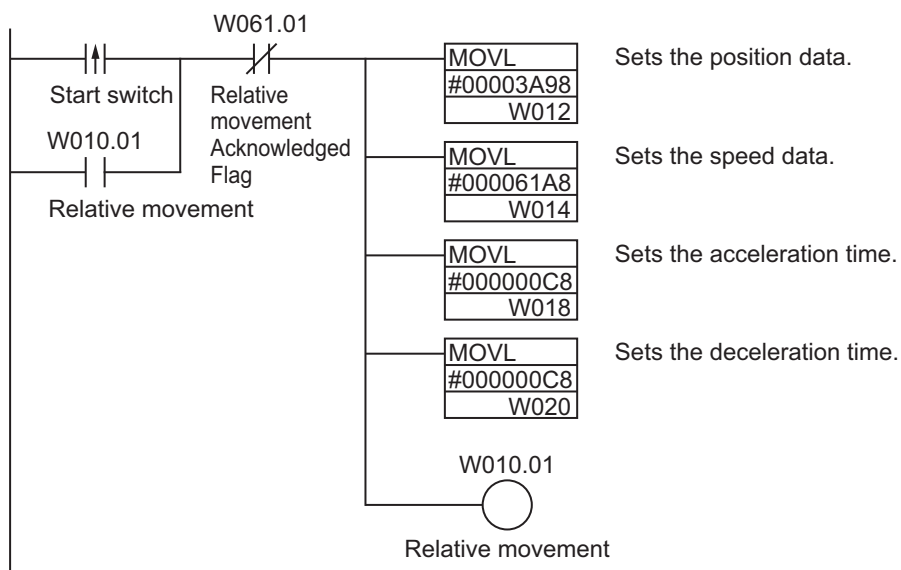 W061.01
Start switch
Relative
movement
Acknowledged
Flag
W010.01
Relative movement
MOVL
#00003A98
W012
Sets the position data.
MOVL
#000061A8
W014
Sets the speed data.
MOVL
#000000C8
W018
Sets the acceleration time.
MOVL
#000000C8
W020
Sets the deceleration time.
W010.01
Relative movement